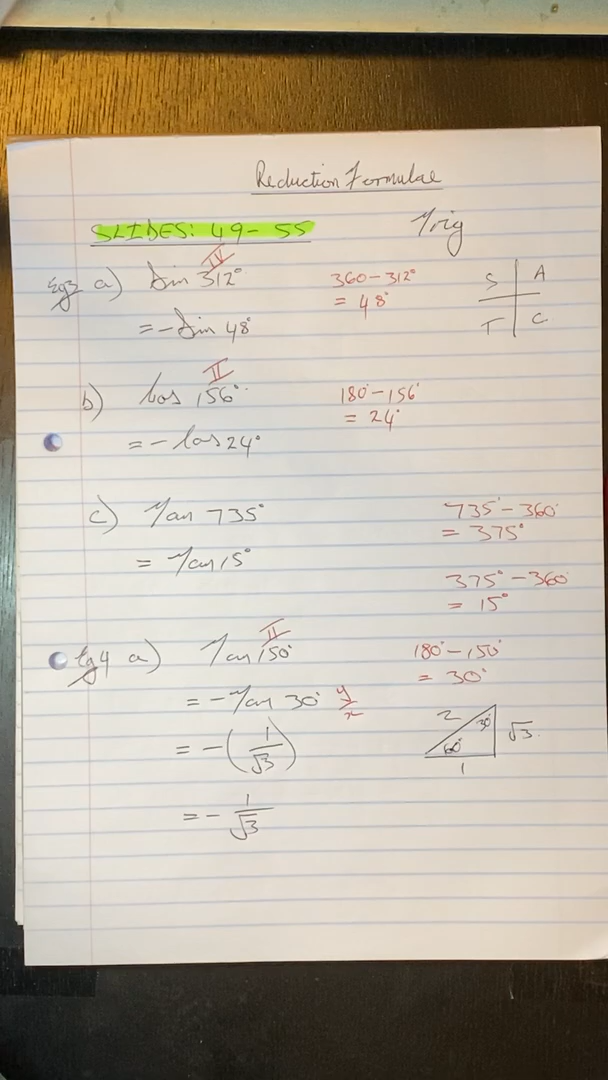 Reduction Formulae
SLIDES: 49-55
Trig
Eg3 a) Sin 312° IV 360-312° S A
= 48° T C
= -Sin 48°
b) Cos 156° II 180°-156°
= 24°
= -Cos 24°
c) Tan 735° 735°-360°
= 375°
= Tan 15°
375°-360°
= 15°
Eg4 a) Tan 150° II 180°-150°
= 30°
= -Tan 30° y/x
2 30° √3
60°
1
= -(1/√3)
= - 1/√3